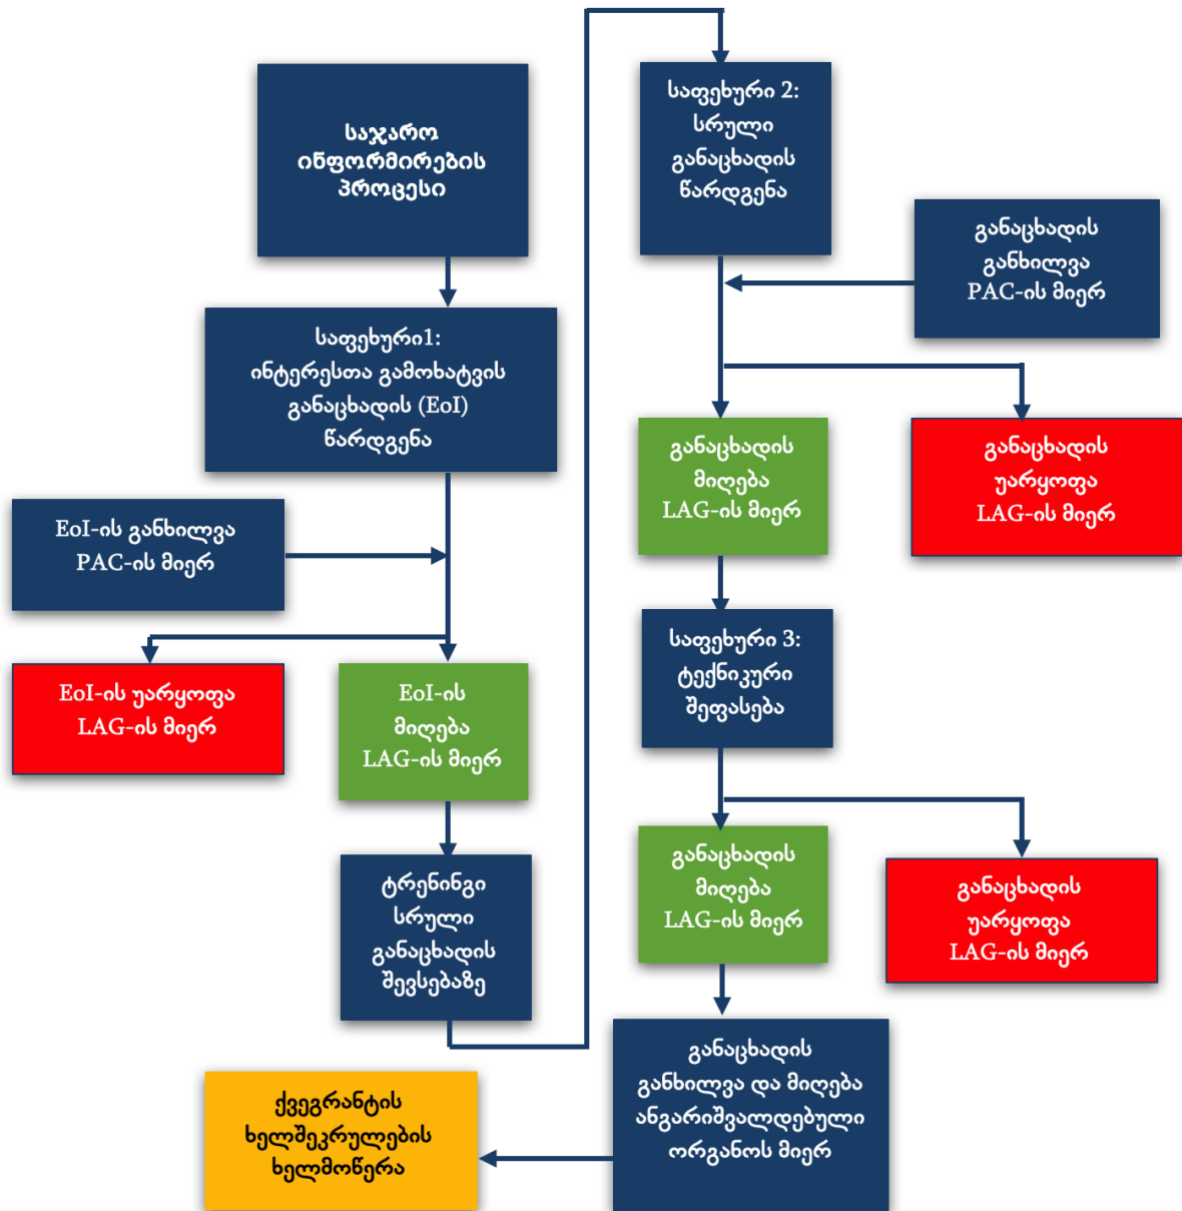 საჯარო
ინფორმირების
პროცესი
საფეხური1:
ინტერესთა გამოხატვის
განაცხადის (EoI)
წარდგენა
EoI-ის განხილვა
PAC-ის მიერ
EoI-ის უარყოფა
LAG-ის მიერ
EoI-ის
მიღება
LAG-ის მიერ
ტრენინგი
სრული
განაცხადის
შევსებაზე
საფეხური 2:
სრული
განაცხადის
წარდგენა
განაცხადის
განხილვა
PAC-ის მიერ
განაცხადის
მიღება
LAG-ის მიერ
განაცხადის
უარყოფა
LAG-ის მიერ
საფეხური 3:
ტექნიკური
შეფასება
განაცხადის
მიღება
LAG-ის მიერ
განაცხადის
უარყოფა
LAG-ის მიერ
განაცხადის
განხილვა და მიღება
ანგარიშვალდებული
ორგანოს მიერ
ქვეგრანტის
ხელშეკრულების
ხელმოწერა